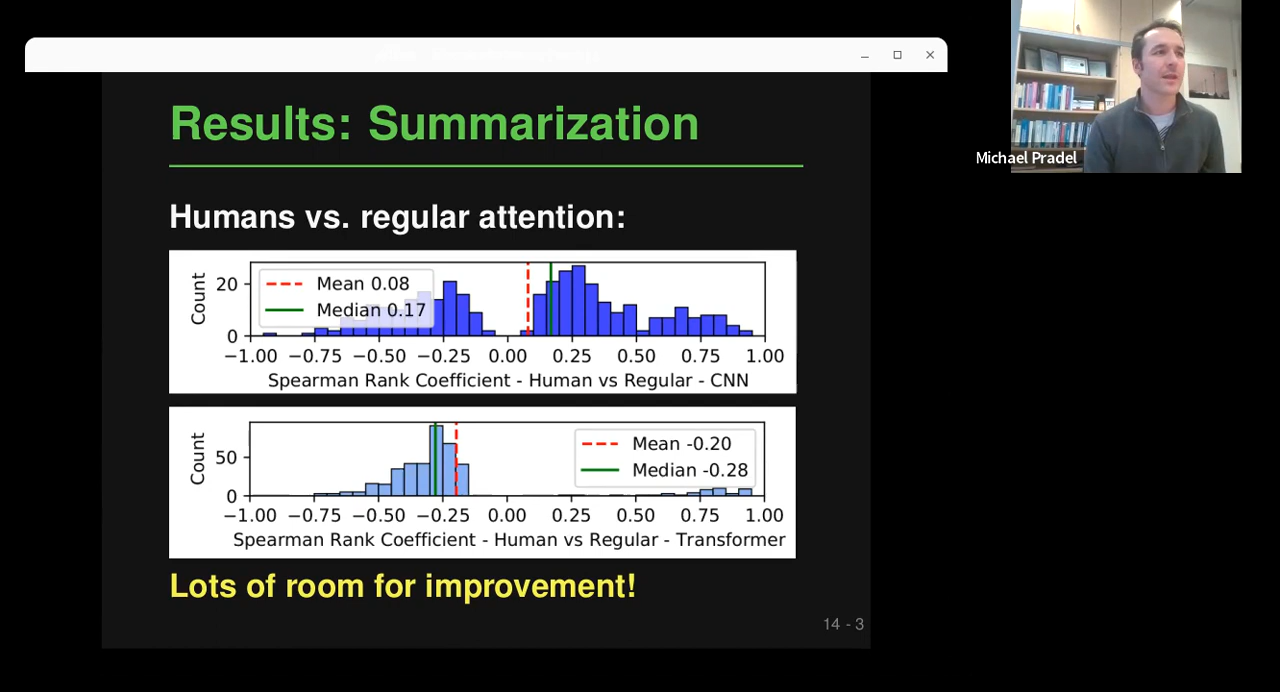 Results: Summarization
Humans vs. regular attention:
Count
20
0
Mean 0.08
Median 0.17
−1.00 −0.75 −0.50 −0.25 0.00 0.25 0.50 0.75 1.00
Spearman Rank Coefficient - Human vs Regular - CNN
Count
50
0
Mean -0.20
Median -0.28
−1.00 −0.75 −0.50 −0.25 0.00 0.25 0.50 0.75 1.00
Spearman Rank Coefficient - Human vs Regular - Transformer
Lots of room for improvement!
14 - 3
Michael Pradel